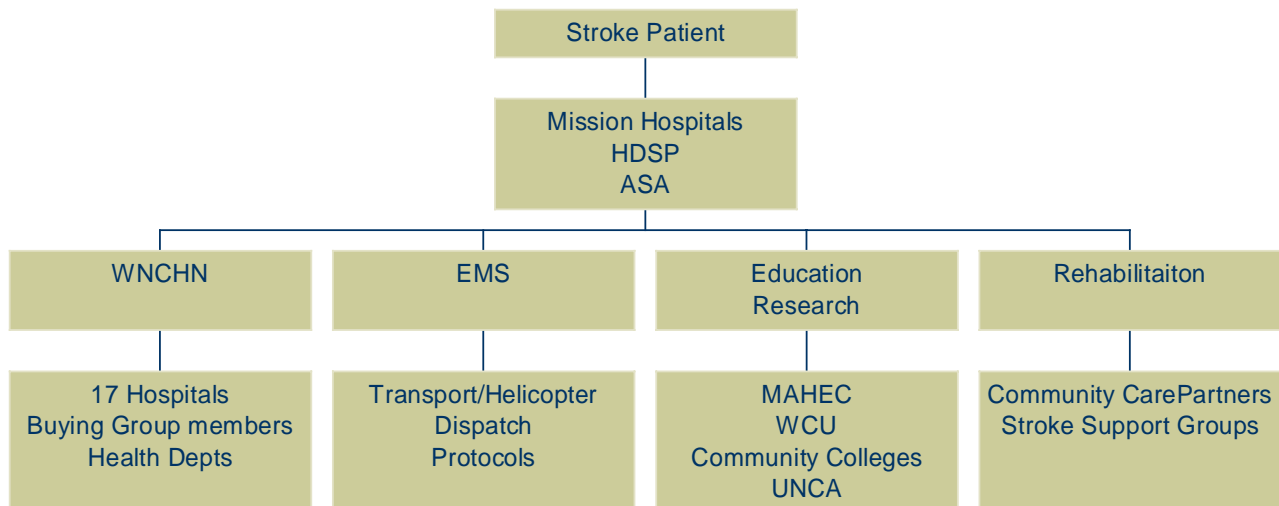 Stroke Patient
Mission Hospitals
HDSP
ASA
WNCHN
EMS
Education
Research
Rehabilitaiton
17 Hospitals
Buying Group members
Health Depts
Transport/Helicopter
Dispatch
Protocols
MAHEC
WCU
Community Colleges
UNCA
Community CarePartners
Stroke Support Groups